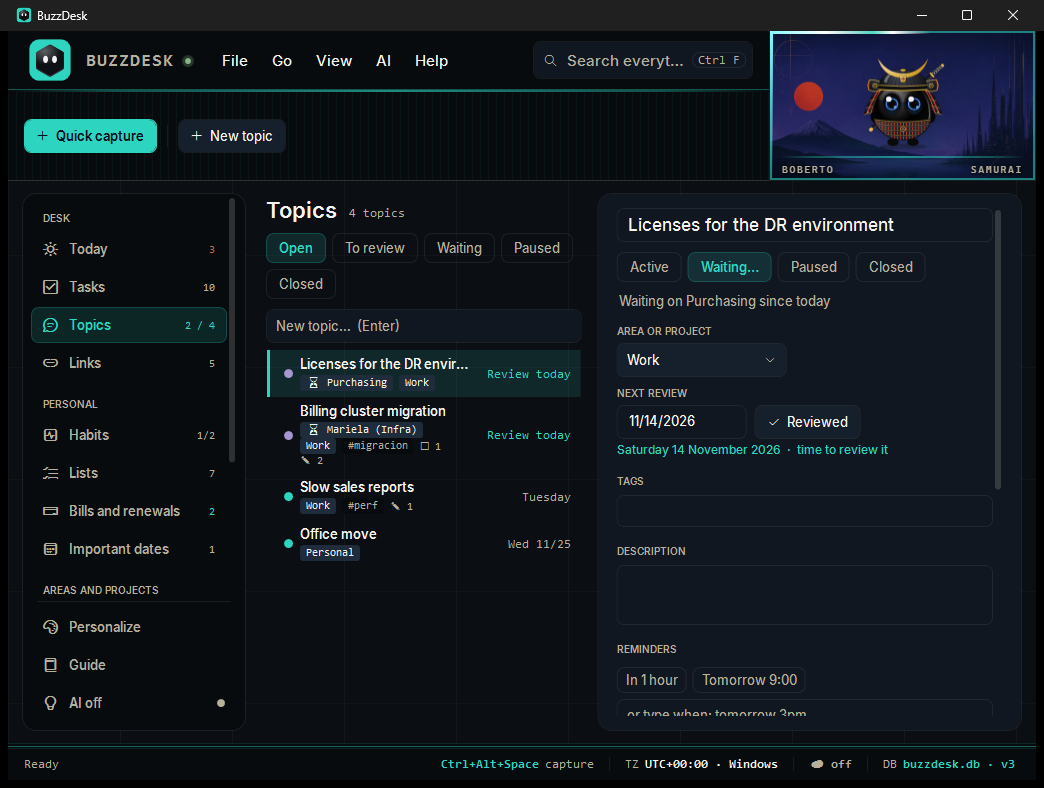 BuzzDesk
BUZZDESK
File
Go
View
AI
Help
Search everyt...
Ctrl F
+ Quick capture
+ New topic
BOBERTO
SAMURAI
DESK
Today
3
Tasks
10
Topics
2 / 4
Links
5
PERSONAL
Habits
1/2
Lists
7
Bills and renewals
2
Important dates
1
AREAS AND PROJECTS
Personalize
Guide
AI off
Topics
4 topics
Open
To review
Waiting
Paused
Closed
New topic... (Enter)
Licenses for the DR envir...
Purchasing
Work
Review today
Billing cluster migration
Mariela (Infra)
Work
#migracion
1
2
Review today
Slow sales reports
Work
#perf
1
Tuesday
Office move
Personal
Wed 11/25
Licenses for the DR environment
Active
Waiting...
Paused
Closed
Waiting on Purchasing since today
AREA OR PROJECT
Work
NEXT REVIEW
11/14/2026
Reviewed
Saturday 14 November 2026 · time to review it
TAGS
DESCRIPTION
REMINDERS
In 1 hour
Tomorrow 9:00
or type when: tomorrow 3pm
Ready
Ctrl+Alt+Space capture
TZ UTC+00:00 · Windows
off
DB buzzdesk.db · v3